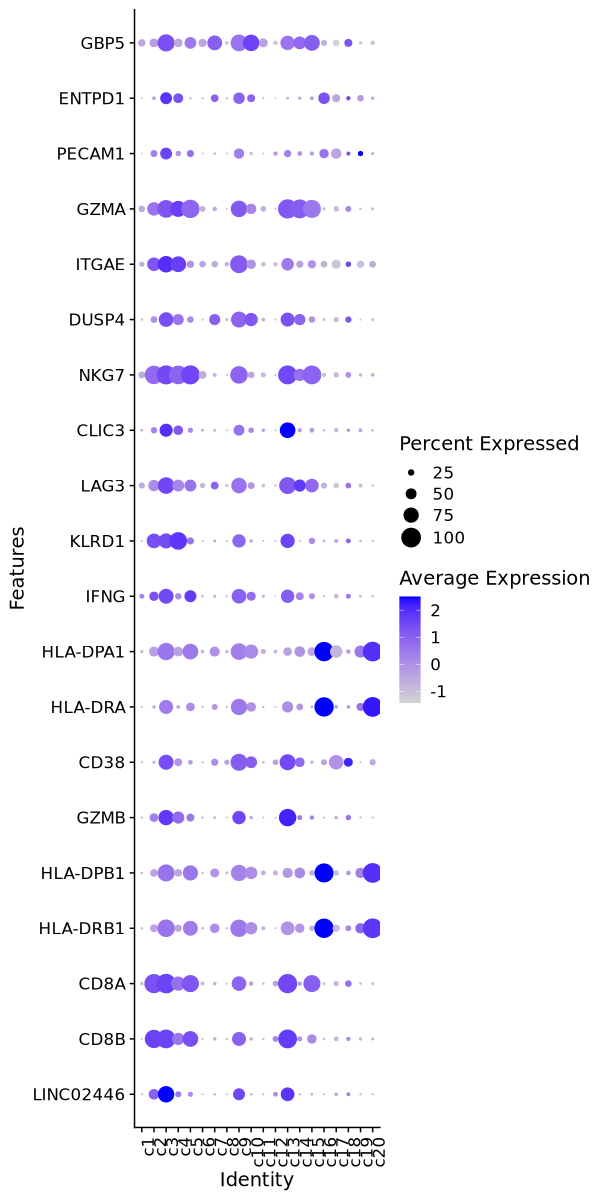 GBP5
ENTPD1
PECAM1
GZMA
ITGAE
DUSP4
NKG7
CLIC3
LAG3
KLRD1
IFNG
HLA-DPA1
HLA-DRA
CD38
GZMB
HLA-DPB1
HLA-DRB1
CD8A
CD8B
LINC02446
Features
c1 c2 c3 c4 c5 c6 c7 c8 c9 c10 c11 c12 c13 c14 c15 c16 c17 c18 c19 c20
Identity
Percent Expressed
25
50
75
100
Average Expression
2
1
0
-1